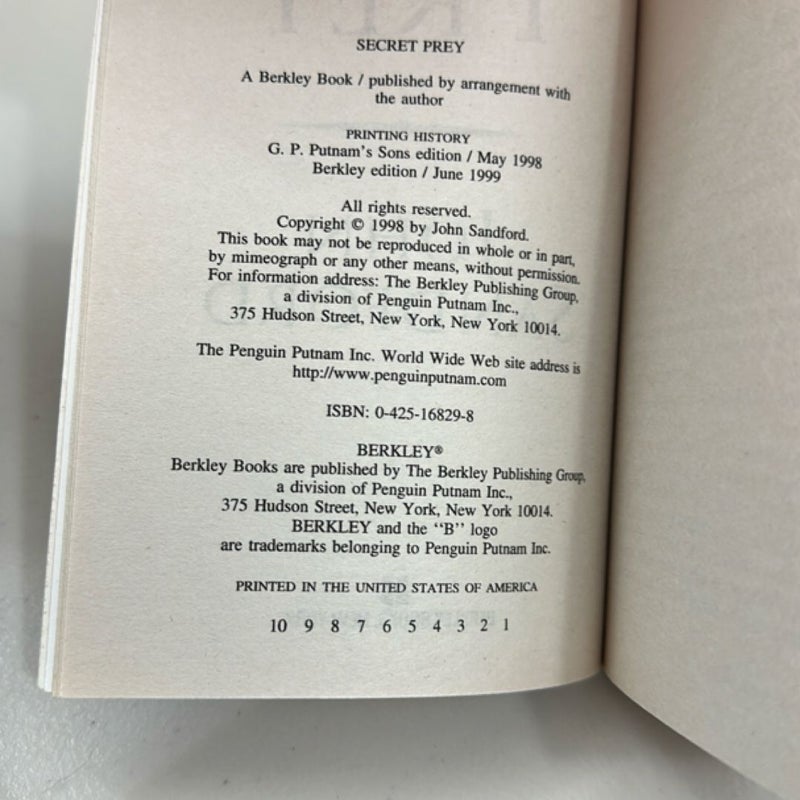 SECRET PREY
A Berkley Book / published by arrangement with
the author
PRINTING HISTORY
G. P. Putnam's Sons edition / May 1998
Berkley edition / June 1999
All rights reserved.
Copyright © 1998 by John Sandford.
This book may not be reproduced in whole or in part,
by mimeograph or any other means, without permission.
For information address: The Berkley Publishing Group,
a division of Penguin Putnam Inc.,
375 Hudson Street, New York, New York 10014.
The Penguin Putnam Inc. World Wide Web site address is
http://www.penguinputnam.com
ISBN: 0-425-16829-8
BERKLEY®
Berkley Books are published by The Berkley Publishing Group,
a division of Penguin Putnam Inc.,
375 Hudson Street, New York, New York 10014.
BERKLEY and the "B" logo
are trademarks belonging to Penguin Putnam Inc.
PRINTED IN THE UNITED STATES OF AMERICA
10 9 8 7 6 5 4 3 2 1